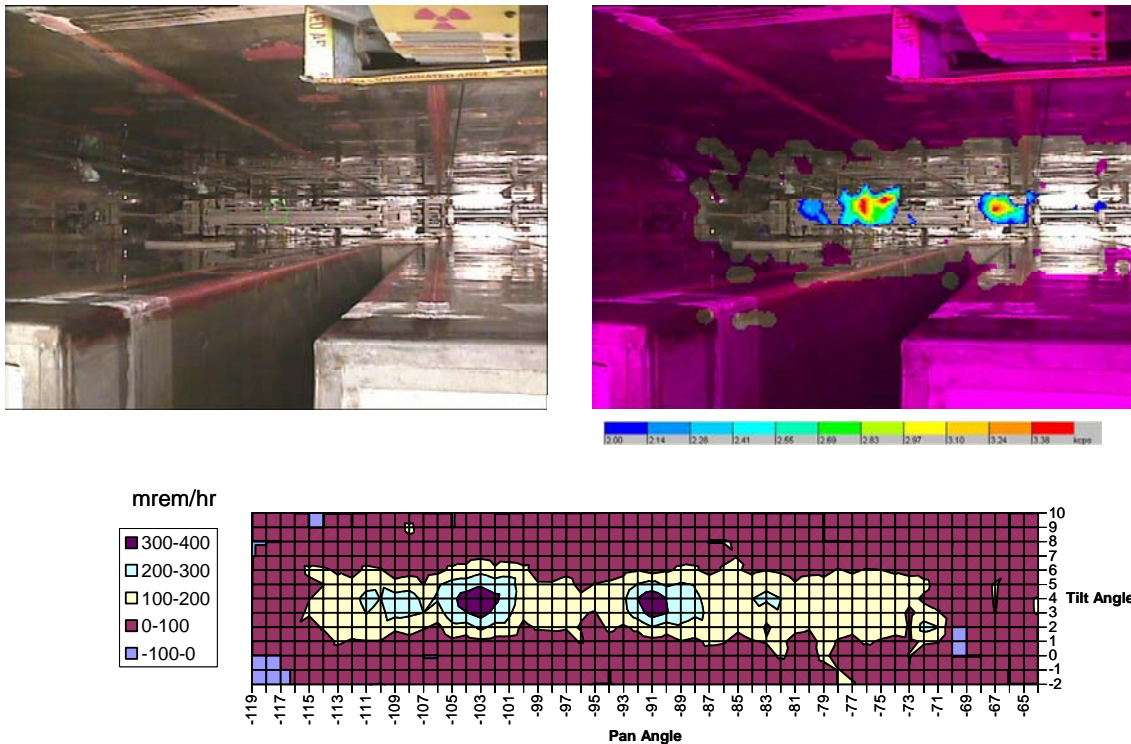 CONTAMINATED AREA
CONTAMINATED AREA
2.00 2.14 2.28 2.41 2.55 2.69 2.83 2.97 3.10 3.24 3.38 kcps
mrem/hr
300-400
200-300
100-200
0-100
-100-0
10
9
8
7
6
5
4
Tilt Angle
3
2
1
0
-1
-2
-119 -117 -115 -113 -111 -109 -107 -105 -103 -101 -99 -97 -95 -93 -91 -89 -87 -85 -83 -81 -79 -77 -75 -73 -71 -69 -67 -65
Pan Angle